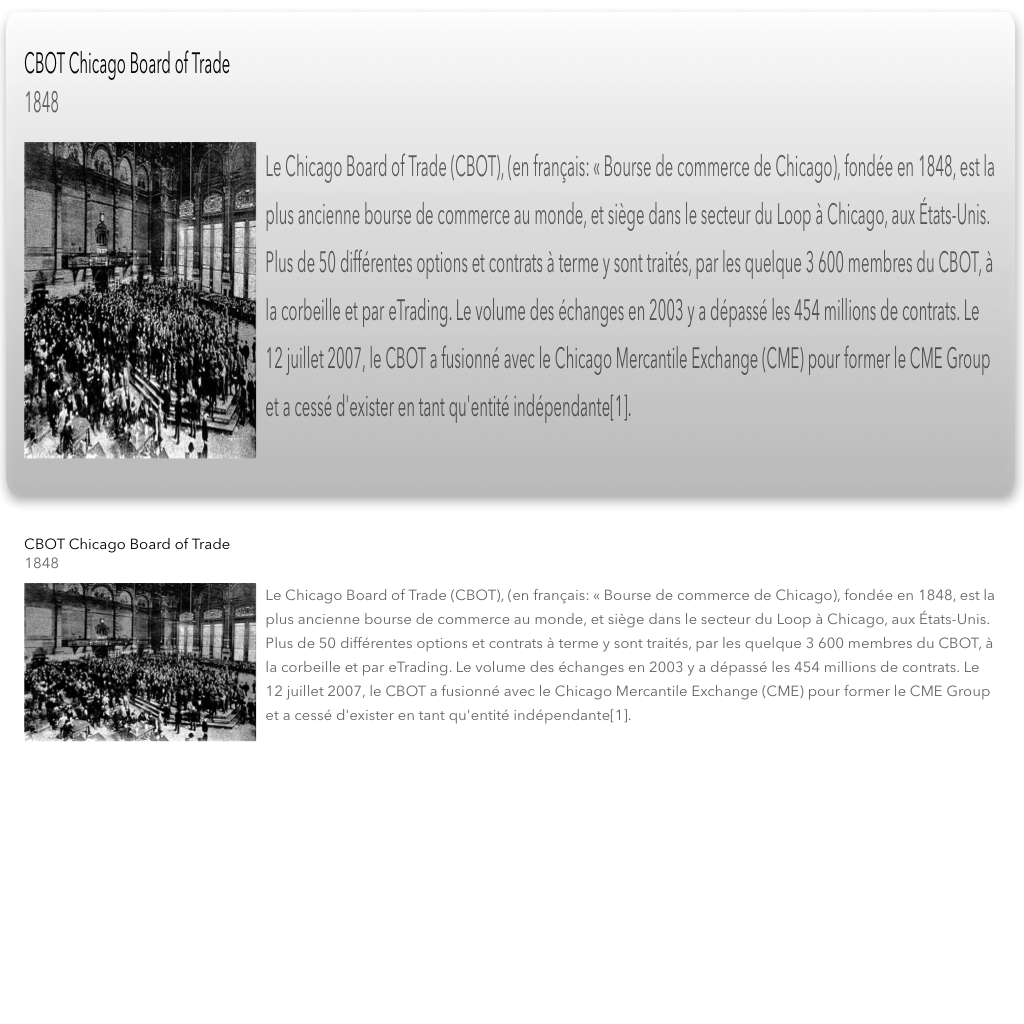 CBOT Chicago Board of Trade
1848
Le Chicago Board of Trade (CBOT), (en français: « Bourse de commerce de Chicago), fondée en 1848, est la
plus ancienne bourse de commerce au monde, et siège dans le secteur du Loop à Chicago, aux États-Unis.
Plus de 50 différentes options et contrats à terme y sont traités, par les quelque 3 600 membres du CBOT, à
la corbeille et par eTrading. Le volume des échanges en 2003 y a dépassé les 454 millions de contrats. Le
12 juillet 2007, le CBOT a fusionné avec le Chicago Mercantile Exchange (CME) pour former le CME Group
et a cessé d'exister en tant qu'entité indépendante[1].
CBOT Chicago Board of Trade
1848
Le Chicago Board of Trade (CBOT), (en français: « Bourse de commerce de Chicago), fondée en 1848, est la
plus ancienne bourse de commerce au monde, et siège dans le secteur du Loop à Chicago, aux États-Unis.
Plus de 50 différentes options et contrats à terme y sont traités, par les quelque 3 600 membres du CBOT, à
la corbeille et par eTrading. Le volume des échanges en 2003 y a dépassé les 454 millions de contrats. Le
12 juillet 2007, le CBOT a fusionné avec le Chicago Mercantile Exchange (CME) pour former le CME Group
et a cessé d'exister en tant qu'entité indépendante[1].